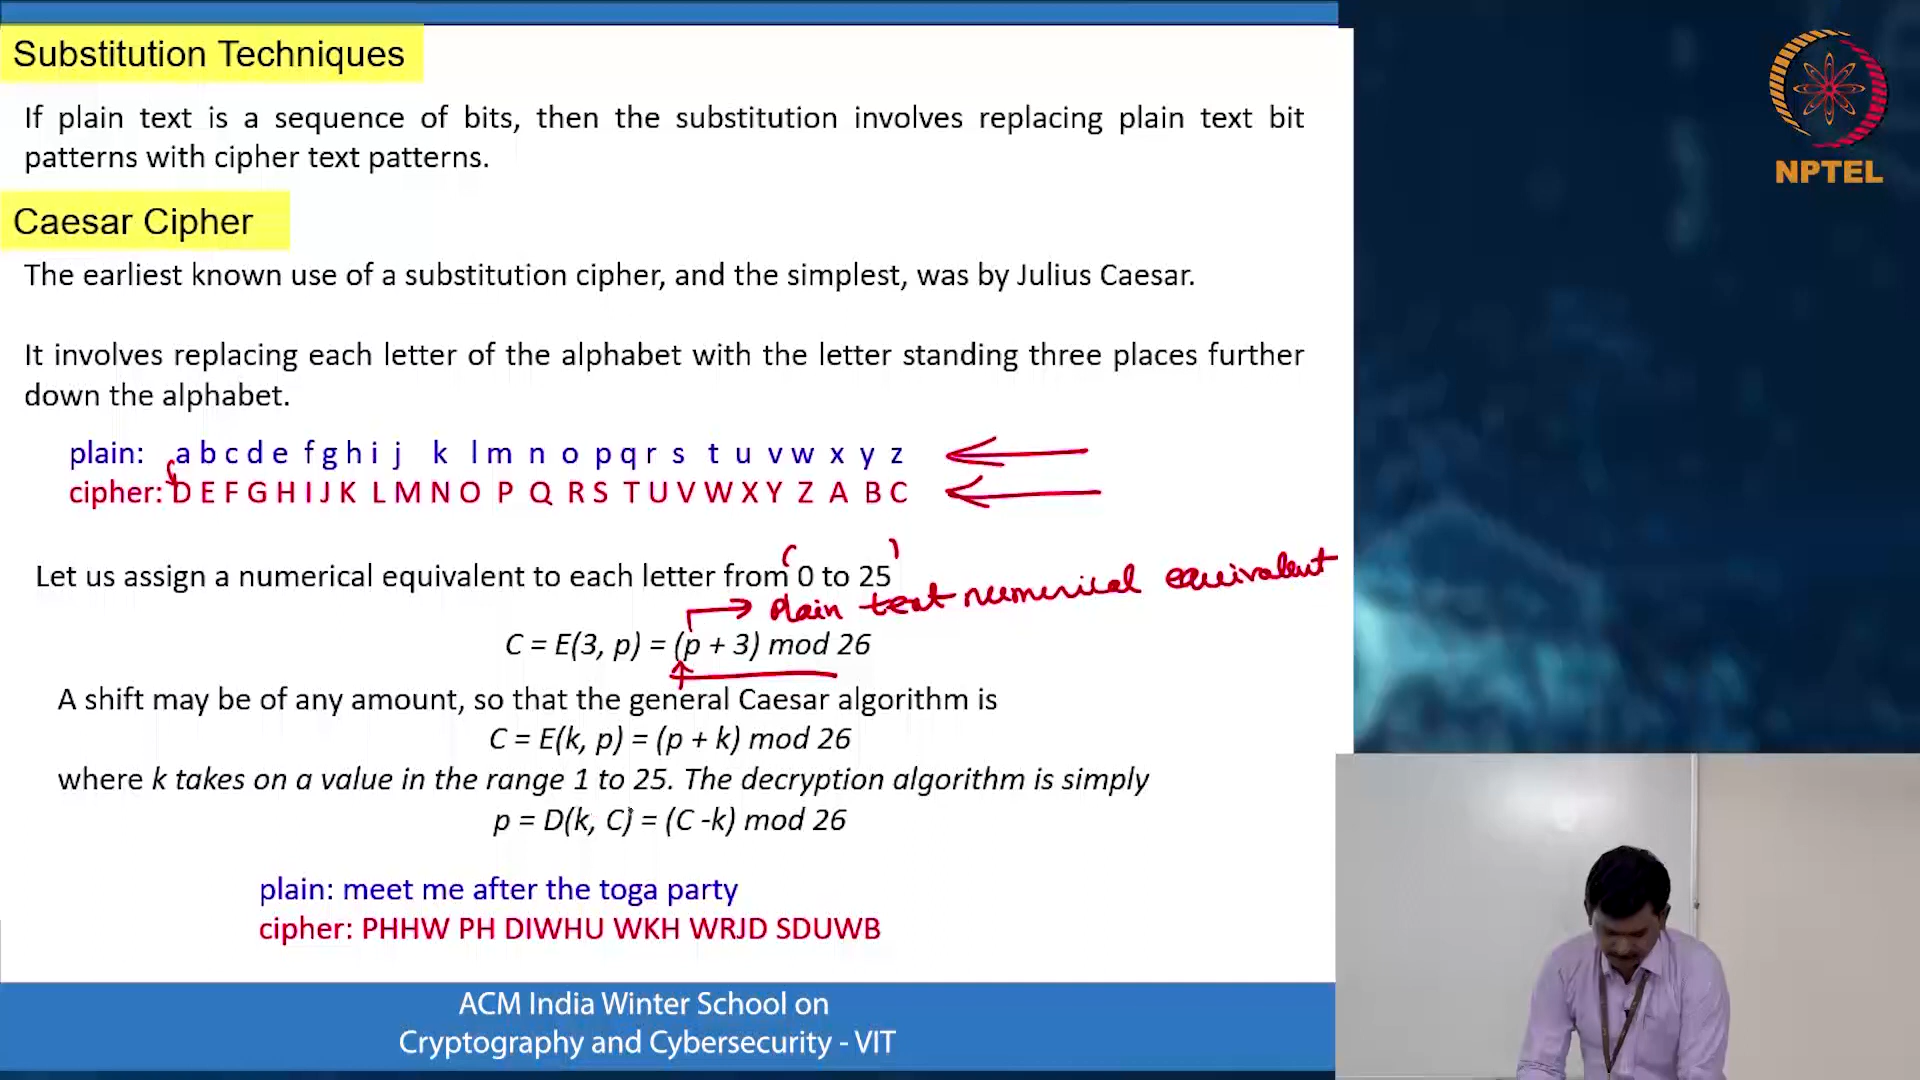 Substitution Techniques
If plain text is a sequence of bits, then the substitution involves replacing plain text bit
patterns with cipher text patterns.
Caesar Cipher
The earliest known use of a substitution cipher, and the simplest, was by Julius Caesar.
It involves replacing each letter of the alphabet with the letter standing three places further
down the alphabet.
plain: a b c d e f g h i j k l m n o p q r s t u v w x y z
cipher: D E F G H I J K L M N O P Q R S T U V W X Y Z A B C
Let us assign a numerical equivalent to each letter from (0 to 25)
plain text numerical equivalent
C = E(3, p) = (p + 3) mod 26
A shift may be of any amount, so that the general Caesar algorithm is
C = E(k, p) = (p + k) mod 26
where k takes on a value in the range 1 to 25. The decryption algorithm is simply
p = D(k, C) = (C -k) mod 26
plain: meet me after the toga party
cipher: PHHW PH DIWHU WKH WRJD SDUWB
ACM India Winter School on
Cryptography and Cybersecurity - VIT
NPTEL